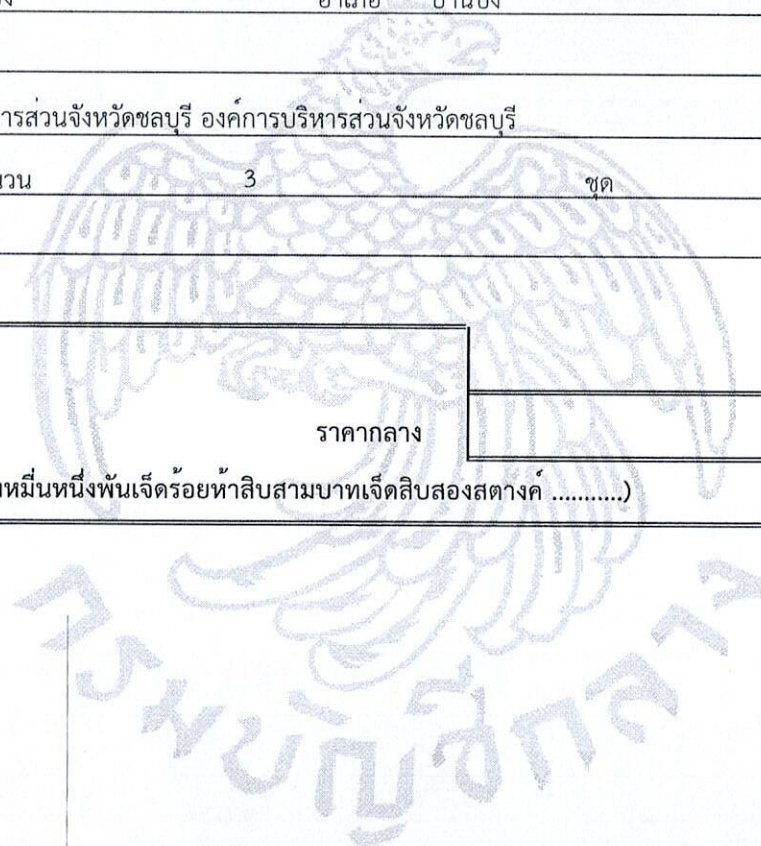 อำเภอ บ้านบึง
ารส่วนจังหวัดชลบุรี องค์การบริหารส่วนจังหวัดชลบุรี
นวน 3 ชุด
ราคากลาง
หมื่นหนึ่งพันเจ็ดร้อยห้าสิบสามบาทเจ็ดสิบสองสตางค์ ...........)
กรมบัญชีกลาง